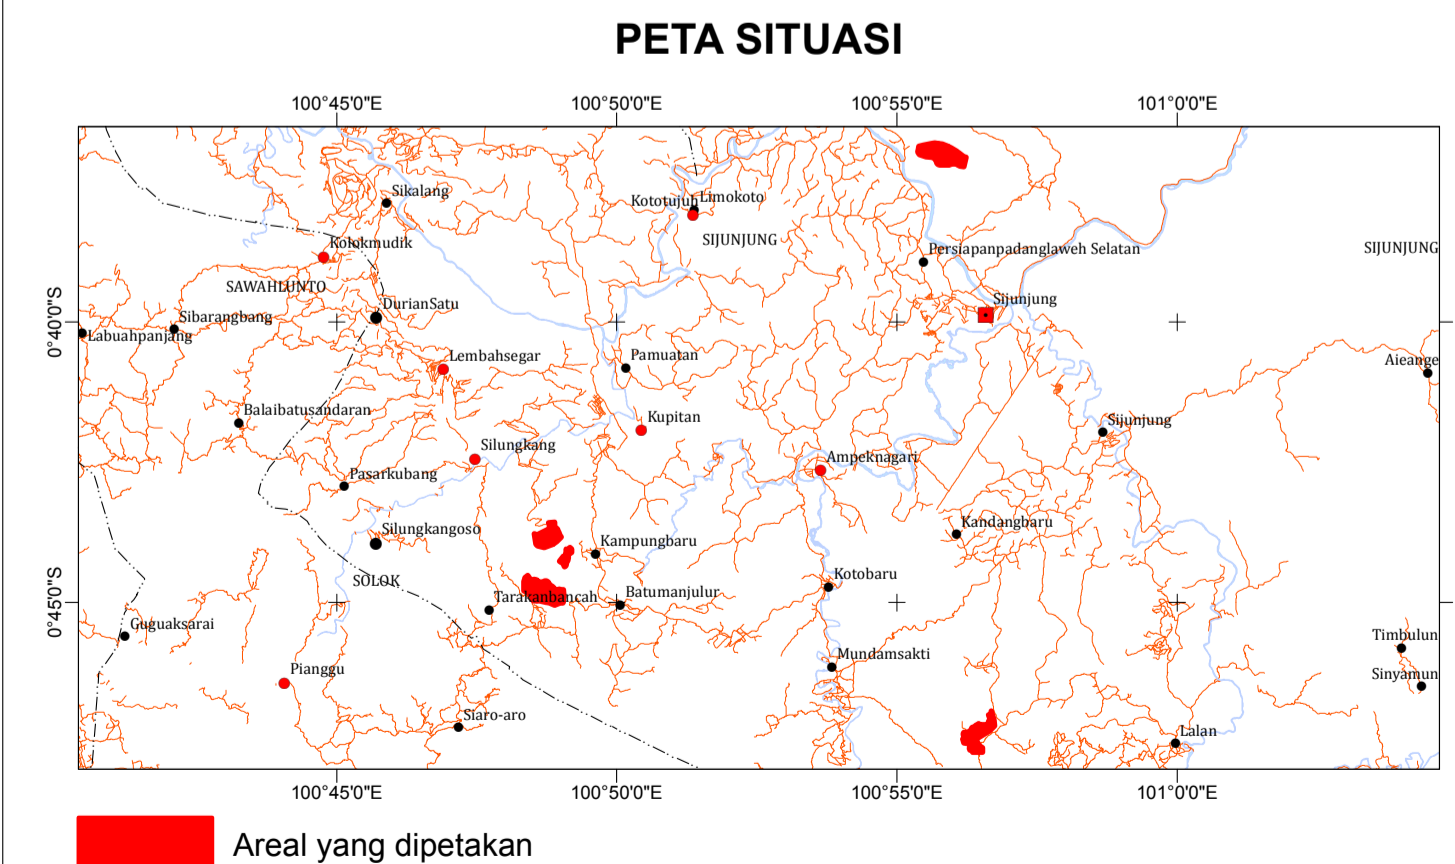 PETA SITUASI
100°45'0"E 100°50'0"E 100°55'0"E 101°0'0"E
Sikalang
Kototujuh Limokoto
Kolokmudik
SIJUNJUNG
Persiapanpadanglaweh Selatan
SIJUNJUNG
SAWAHLUNTO
DurianSatu
Sijunjung
0°40'0"S
Sibarangbang
Labuahpanjang
Lembahsegar
Pamuatan
Aieange
Balaibatusandaran
Kupitan
Sijunjung
Silungkang
Ampeknagari
Pasarkubang
Silungkangoso
Kandangbaru
Kampungbaru
SOLOK
Kotobaru
Tarakanbancah
Batumanjulur
0°45'0"S
Guguaksarai
Timbulun
Mundamsakti
Pianggu
Sinyamun
Siaro-aro
Lalan
100°45'0"E 100°50'0"E 100°55'0"E 101°0'0"E
Areal yang dipetakan